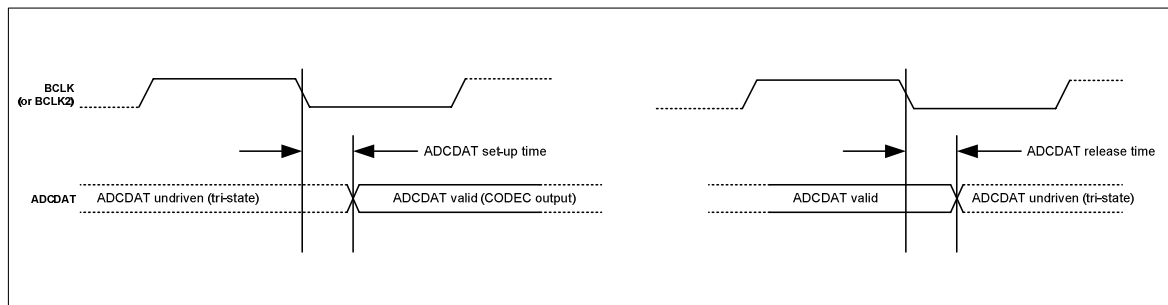 BCLK
(or BCLK2)
ADCDAT set-up time
ADCDAT release time
ADCDAT
ADCDAT undriven (tri-state)
ADCDAT valid (CODEC output)
ADCDAT valid
ADCDAT undriven (tri-state)